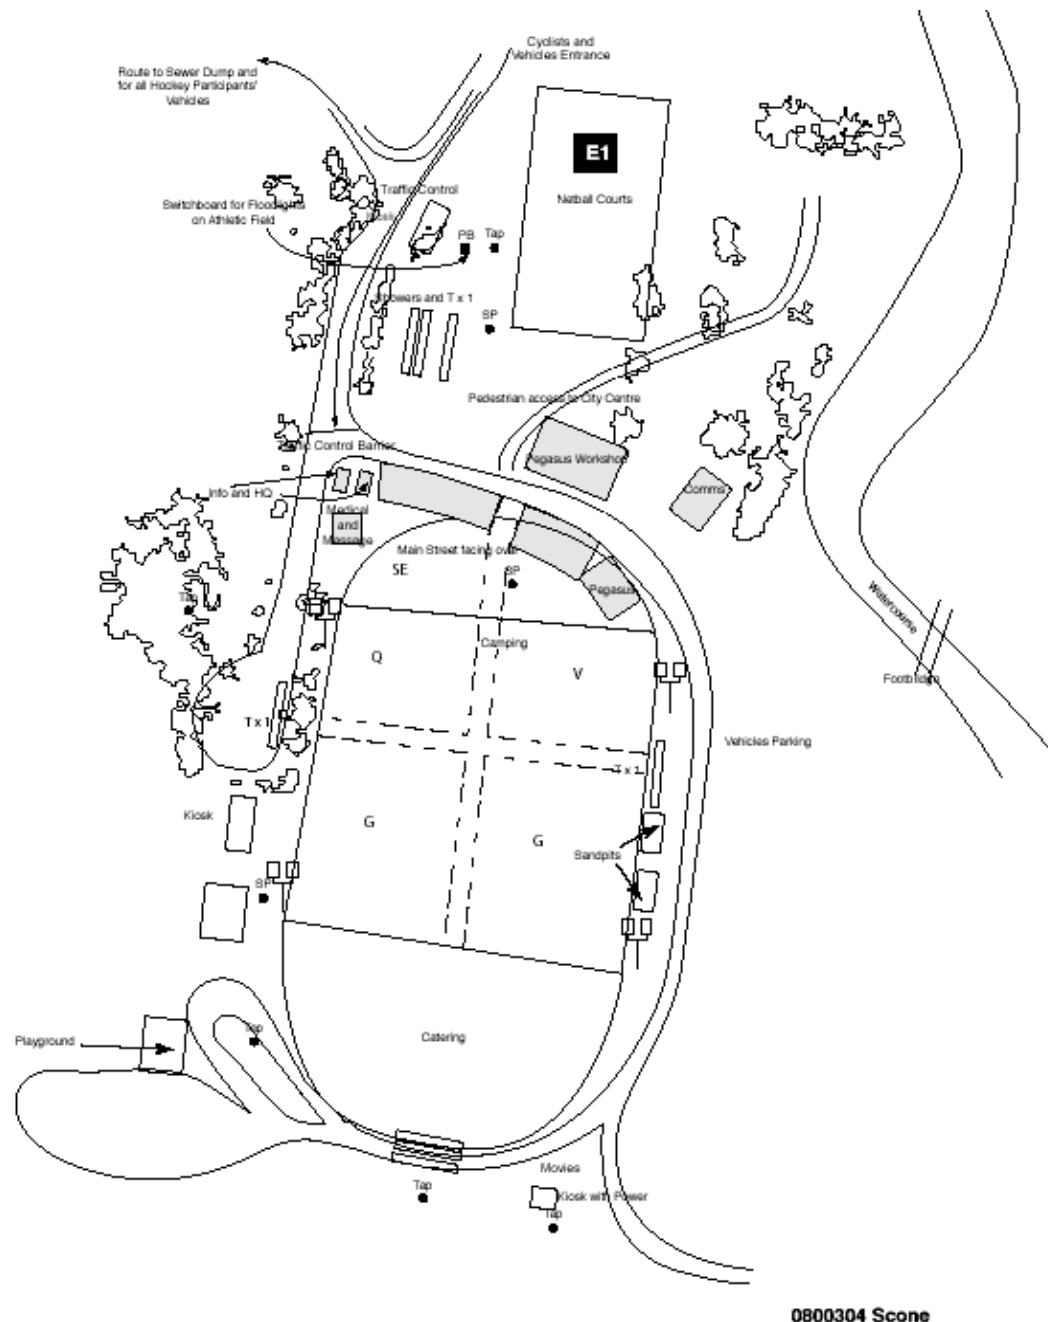 Cyclists and
Vehicles Entrance
Route to Sewer Dump and
for all Hockey Participants'
Vehicles
E1
Netball Courts
Traffic Control
Switchboard for Floodlights
on Athletic Field
Kiosk
PB
Tap
Showers and T x 1
SP
Pedestrian access to City Centre
Traffic Control Barrier
Pegasus Workshop
Info and HQ
Comms
Medical
and
Massage
Main Street facing oval
SE
SP
Pegasus
Tap
Watercourse
Camping
Q
V
Footbridge
T x 1
Vehicles Parking
T x 1
Kiosk
G
G
Sandpits
SP
Tap
Playground
Catering
Movies
Tap
Kiosk with Power
Tap
0800304 Scone